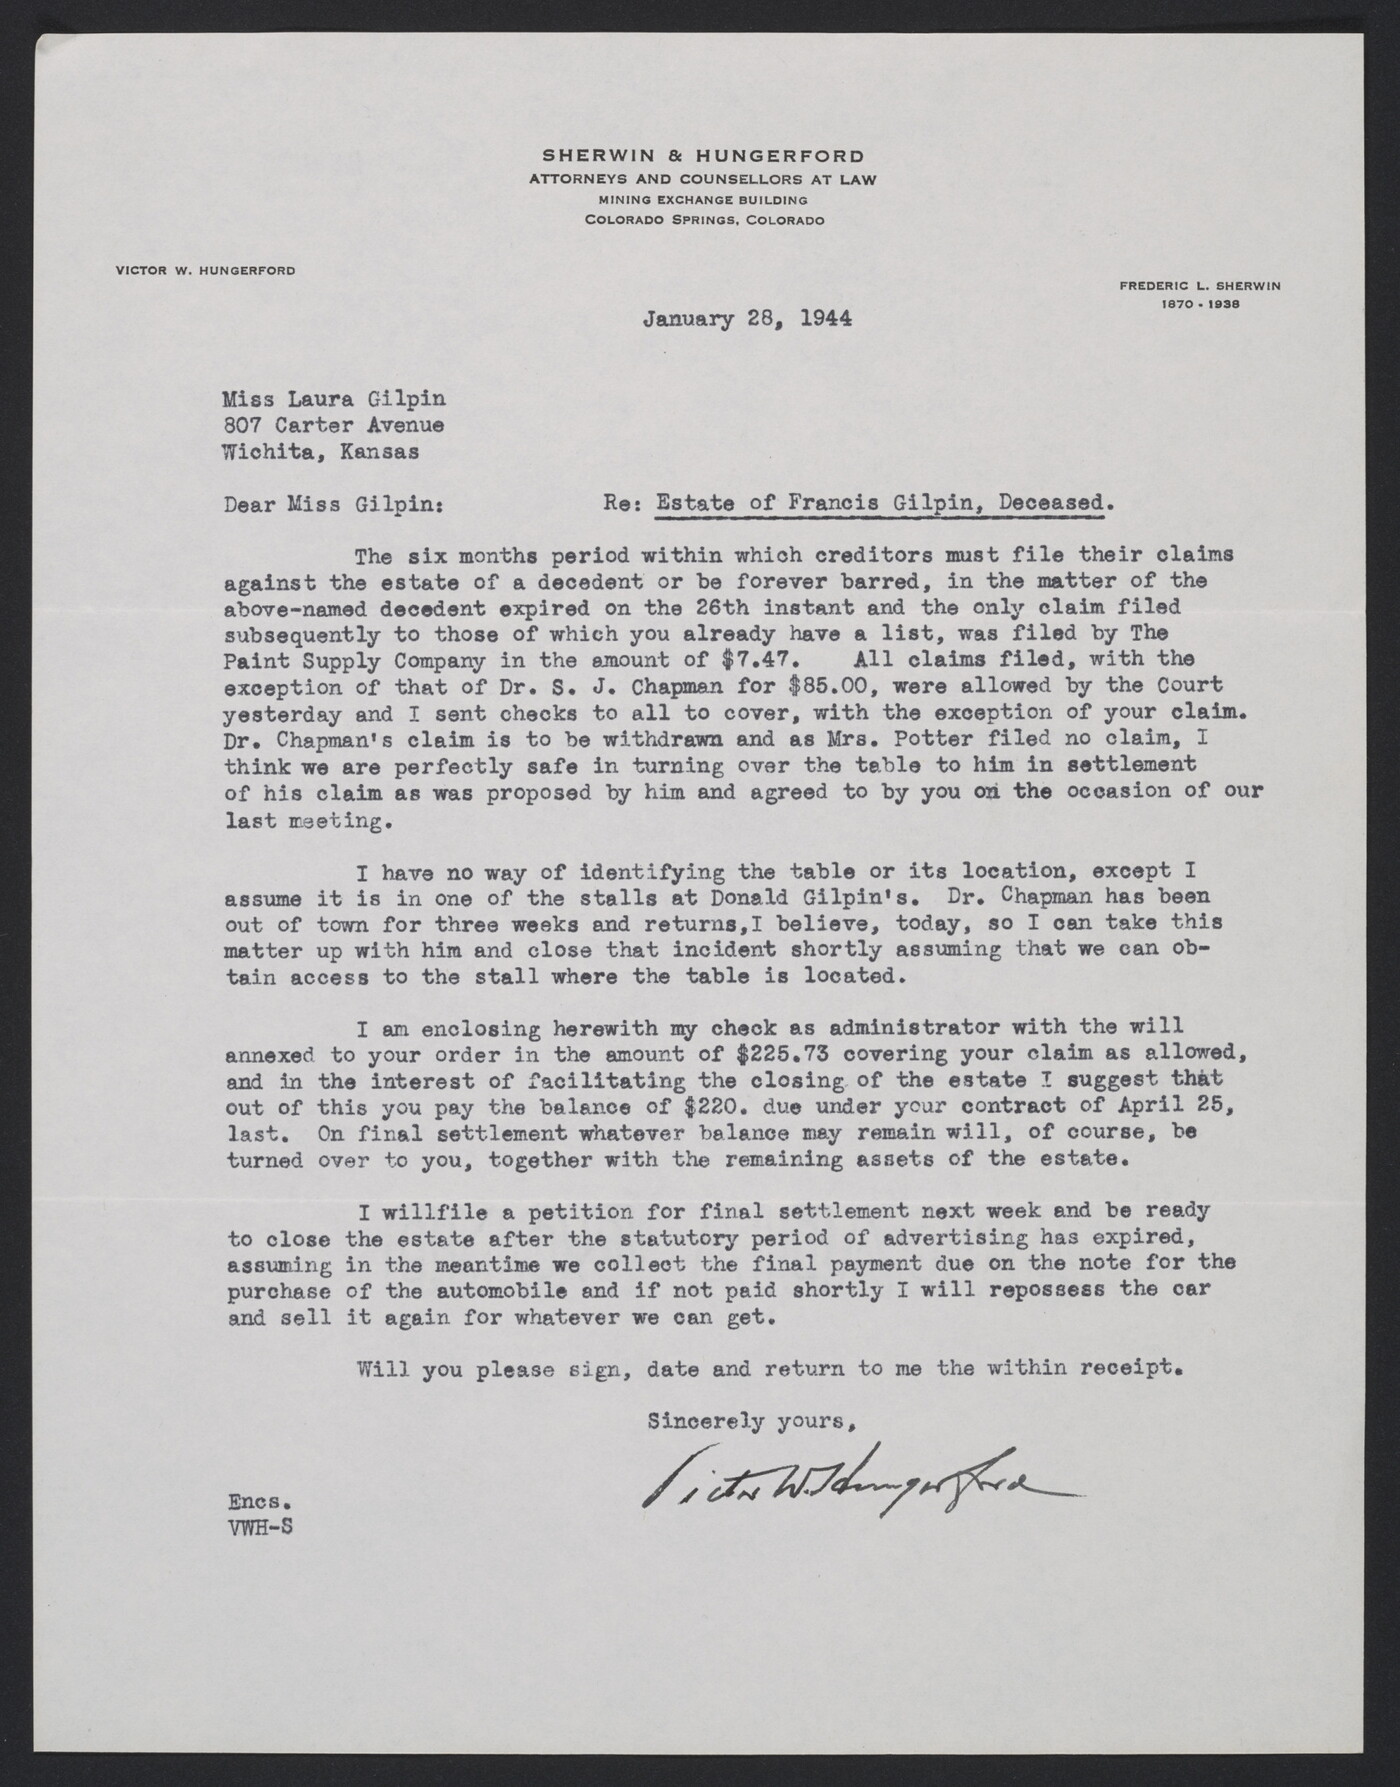 SHERWIN & HUNGERFORD
ATTORNEYS AND COUNSELLORS AT LAW
MINING EXCHANGE BUILDING
COLORADO SPRINGS, COLORADO
VICTOR W. HUNGERFORD
FREDERIC L. SHERWIN
1870 - 1938
January 28, 1944
Miss Laura Gilpin
807 Carter Avenue
Wichita, Kansas
Dear Miss Gilpin: Re: Estate of Francis Gilpin, Deceased.
The six months period within which creditors must file their claims
against the estate of a decedent or be forever barred, in the matter of the
above-named decedent expired on the 26th instant and the only claim filed
subsequently to those of which you already have a list, was filed by The
Paint Supply Company in the amount of $7.47. All claims filed, with the
exception of that of Dr. S. J. Chapman for $85.00, were allowed by the Court
yesterday and I sent checks to all to cover, with the exception of your claim.
Dr. Chapman's claim is to be withdrawn and as Mrs. Potter filed no claim, I
think we are perfectly safe in turning over the table to him in settlement
of his claim as was proposed by him and agreed to by you on the occasion of our
last meeting.
I have no way of identifying the table or its location, except I
assume it is in one of the stalls at Donald Gilpin's. Dr. Chapman has been
out of town for three weeks and returns,I believe, today, so I can take this
matter up with him and close that incident shortly assuming that we can ob-
tain access to the stall where the table is located.
I am enclosing herewith my check as administrator with the will
annexed to your order in the amount of $225.73 covering your claim as allowed,
and in the interest of facilitating the closing of the estate I suggest that
out of this you pay the balance of $220. due under your contract of April 25,
last. On final settlement whatever balance may remain will, of course, be
turned over to you, together with the remaining assets of the estate.
I willfile a petition for final settlement next week and be ready
to close the estate after the statutory period of advertising has expired,
assuming in the meantime we collect the final payment due on the note for the
purchase of the automobile and if not paid shortly I will repossess the car
and sell it again for whatever we can get.
Will you please sign, date and return to me the within receipt.
Sincerely yours,
Victor W. Hungerford
Encs.
VWH-S